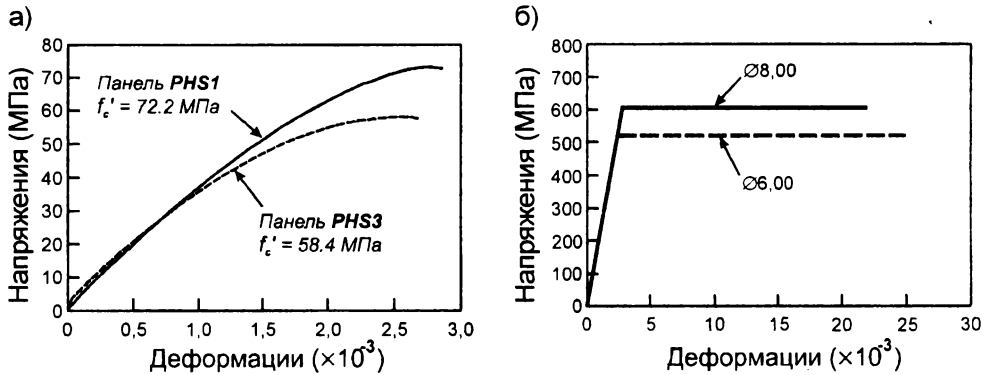 а)
Напряжения (МПа)
80
70
60
50
40
30
20
10
0
Панель PHS1
fc' = 72.2 МПа
Панель PHS3
fc' = 58.4 МПа
0 0,5 1,0 1,5 2,0 2,5 3,0
Деформации (×10⁻³)
б)
Напряжения (МПа)
800
700
600
500
400
300
200
100
0
∅8,00
∅6,00
0 5 10 15 20 25 30
Деформации (×10⁻³)